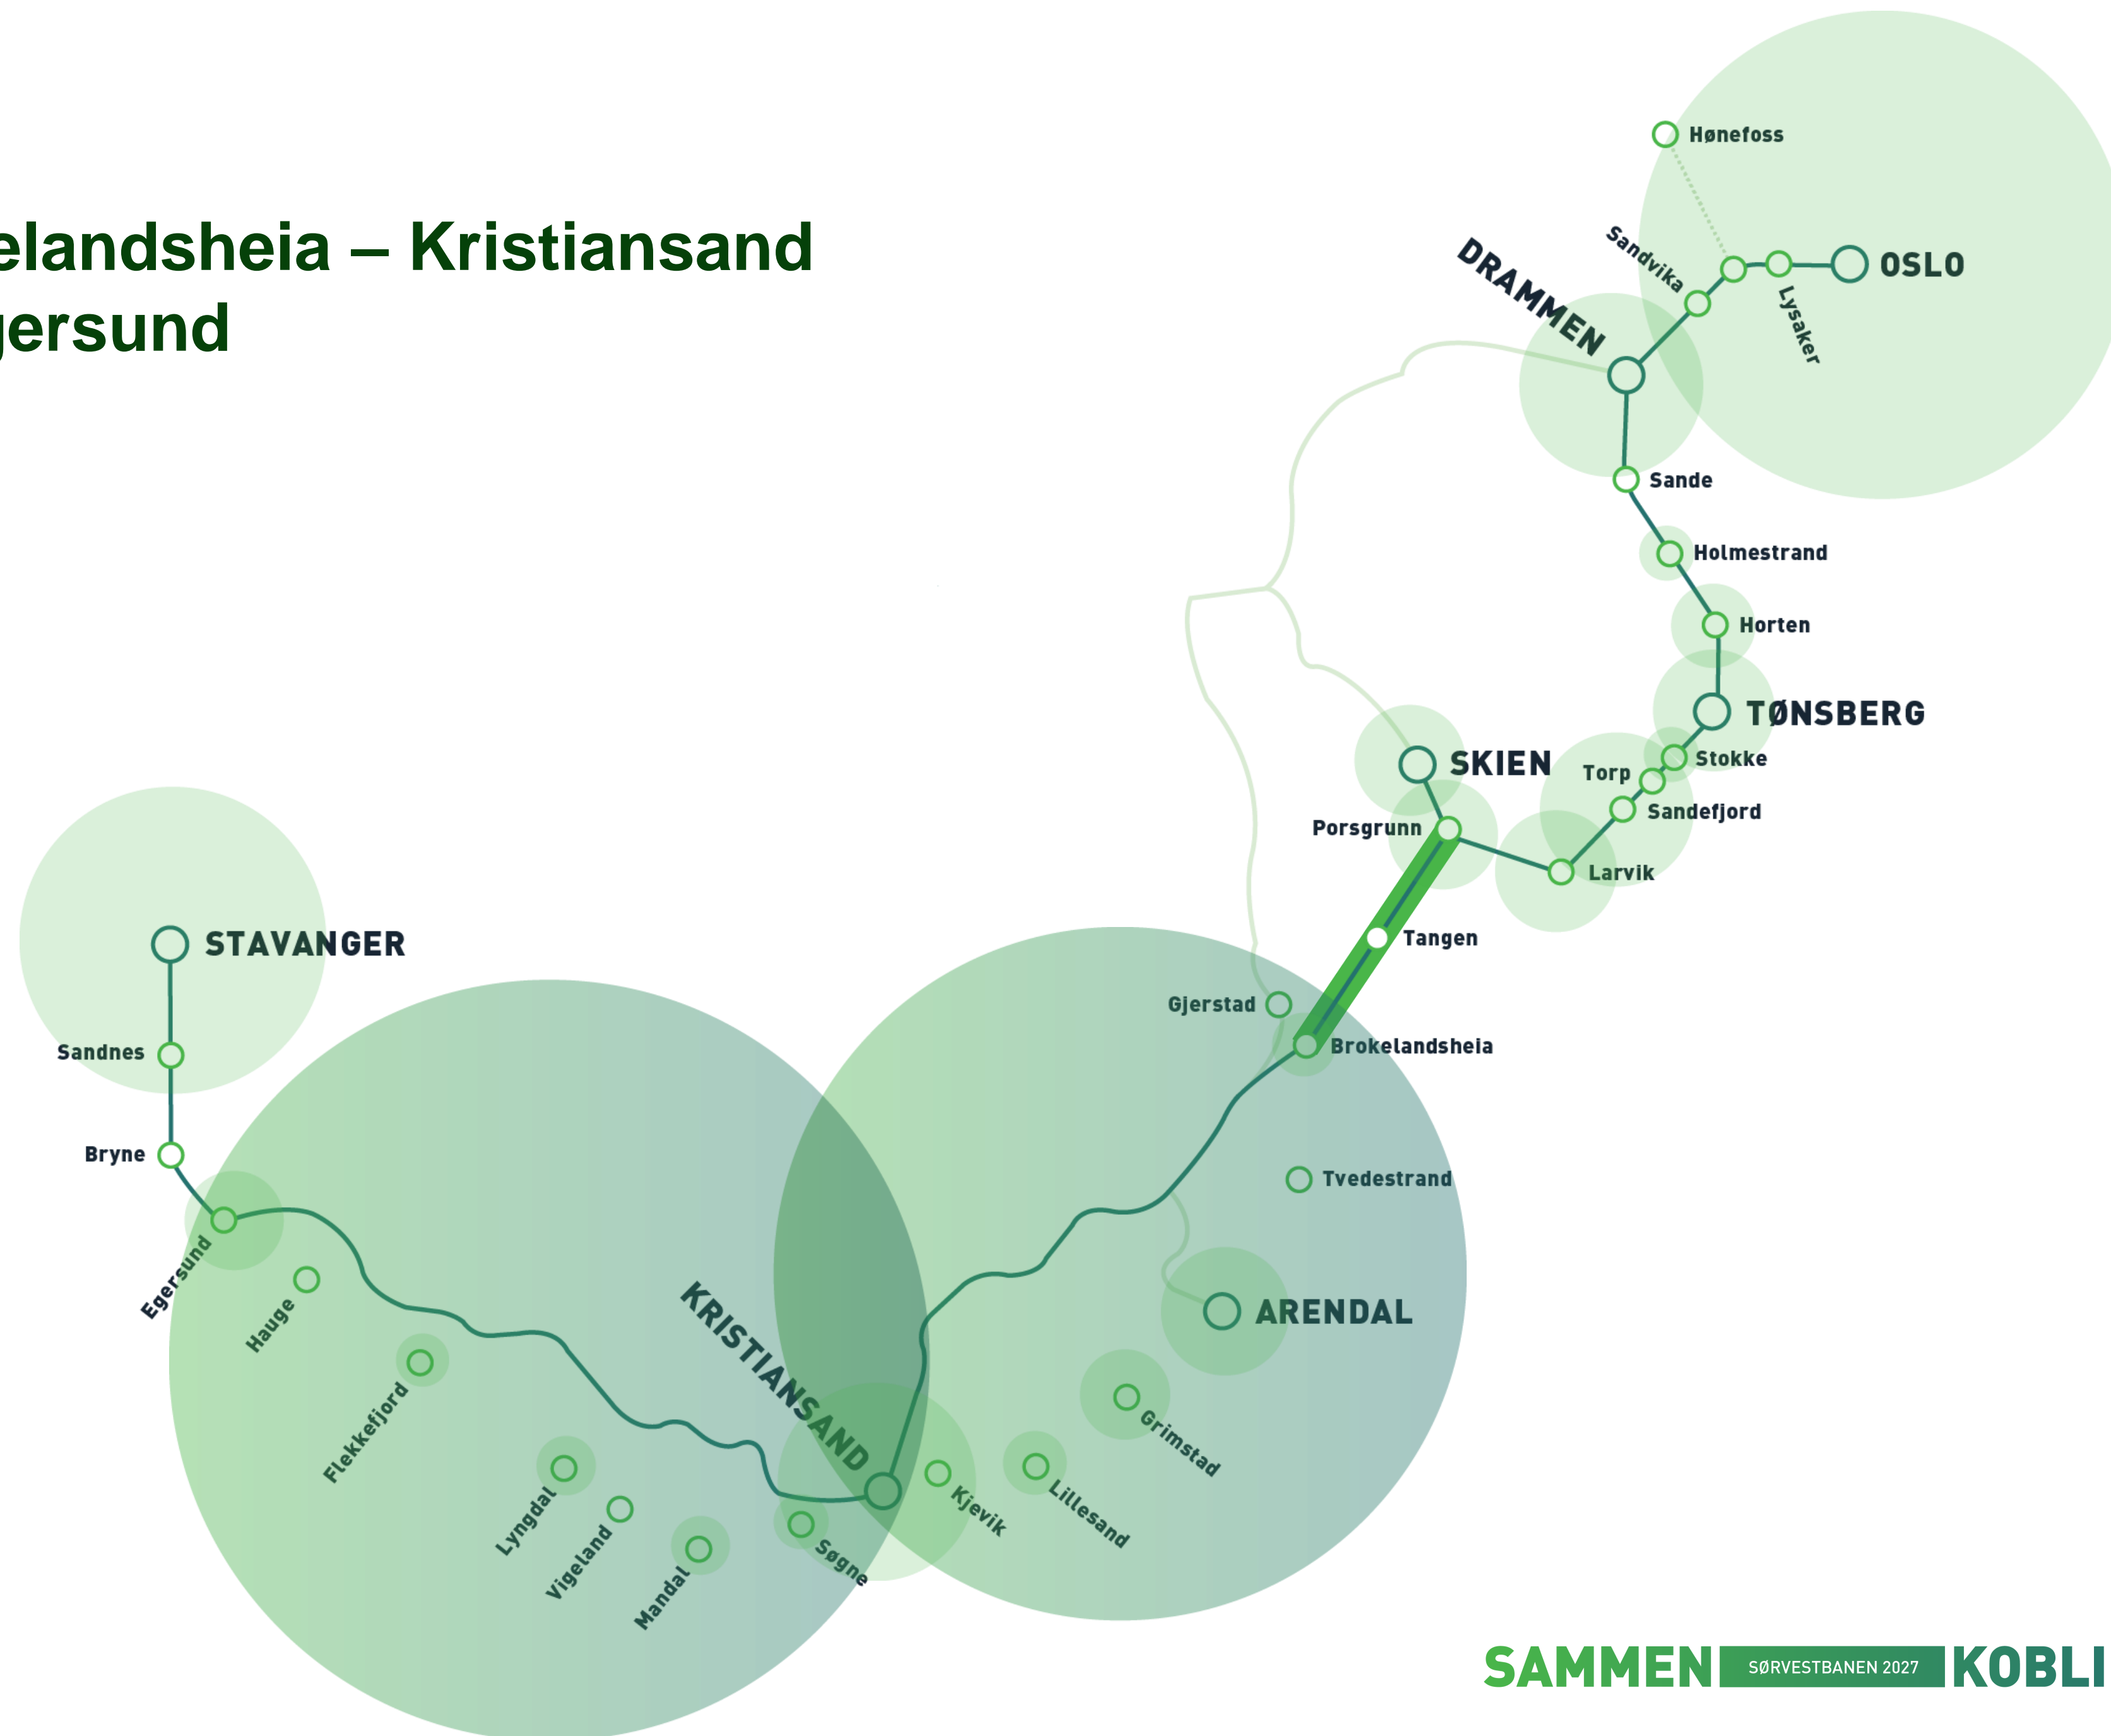 elandsheia – Kristiansand
gersund
Hønefoss
Sandvika
OSLO
DRAMMEN
Lysaker
Sande
Holmestrand
Horten
TØNSBERG
SKIEN
Stokke
Torp
Sandefjord
Porsgrunn
Larvik
STAVANGER
Tangen
Gjerstad
Brokelandsheia
Sandnes
Bryne
Tvedestrand
Egersund
Hauge
KRISTIANSAND
ARENDAL
Flekkefjord
Grimstad
Lyngdal
Kjevik
Lillesand
Vigeland
Søgne
Mandal
SAMMEN SØRVESTBANEN 2027 KOBLI